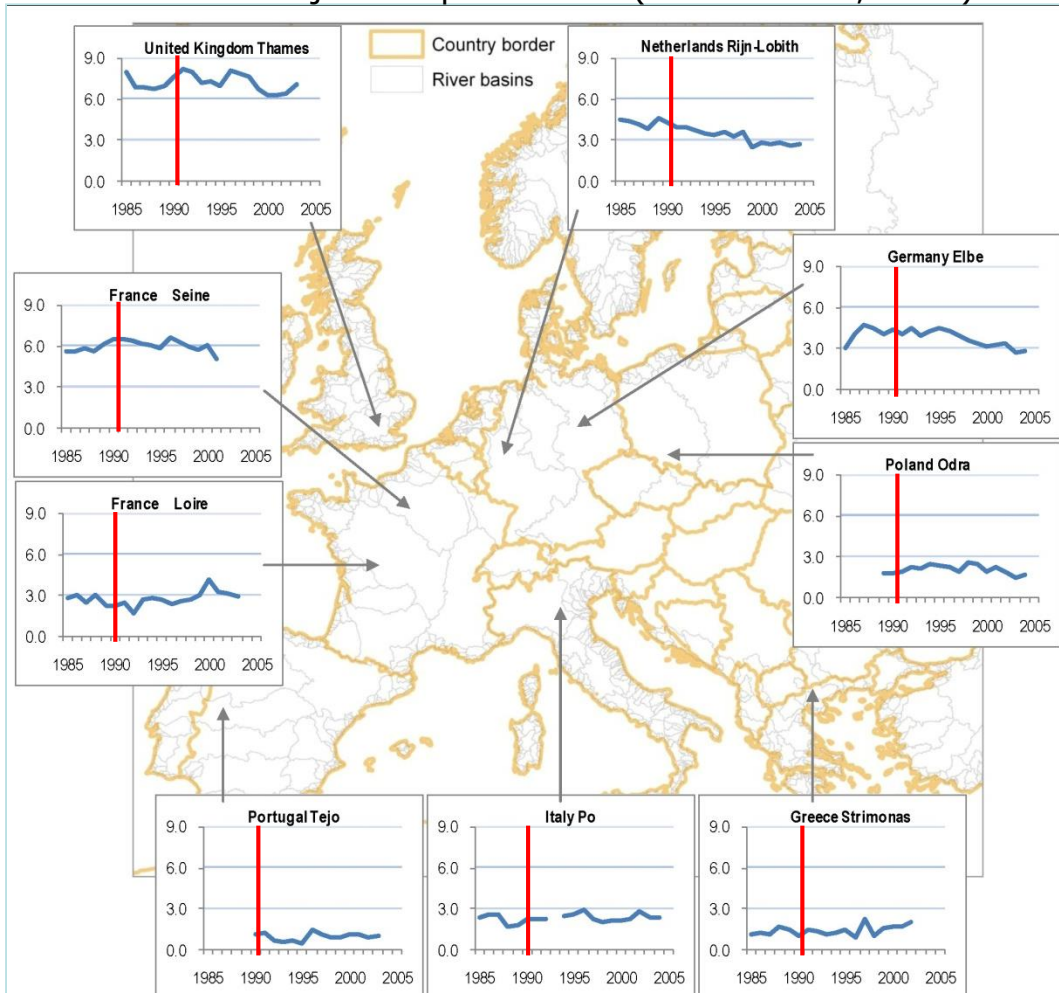 United Kingdom Thames
9.0
6.0
3.0
0.0
1985 1990 1995 2000 2005
Country border
River basins
Netherlands Rijn-Lobith
9.0
6.0
3.0
0.0
1985 1990 1995 2000 2005
France Seine
9.0
6.0
3.0
0.0
1985 1990 1995 2000 2005
Germany Elbe
9.0
6.0
3.0
0.0
1985 1990 1995 2000 2005
France Loire
9.0
6.0
3.0
0.0
1985 1990 1995 2000 2005
Poland Odra
9.0
6.0
3.0
0.0
1985 1990 1995 2000 2005
Portugal Tejo
9.0
6.0
3.0
0.0
1985 1990 1995 2000 2005
Italy Po
9.0
6.0
3.0
0.0
1985 1990 1995 2000 2005
Greece Strimonas
9.0
6.0
3.0
0.0
1985 1990 1995 2000 2005